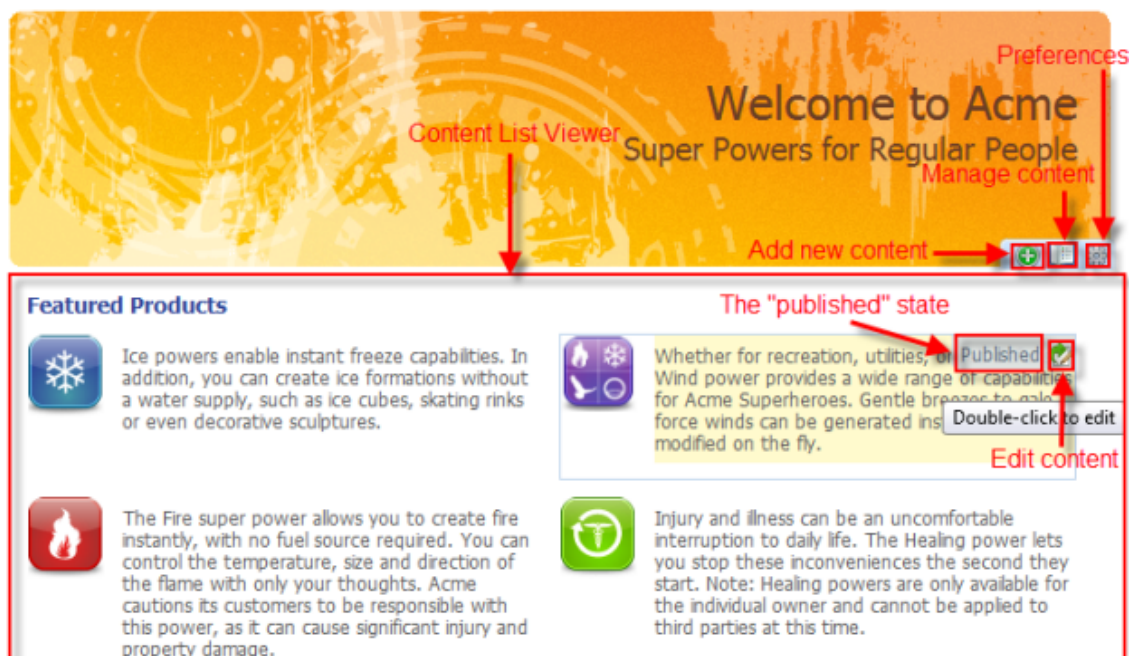 Preferences
Welcome to Acme
Content List Viewer
Super Powers for Regular People
Manage content
Add new content
Featured Products
The "published" state
Ice powers enable instant freeze capabilities. In
addition, you can create ice formations without
a water supply, such as ice cubes, skating rinks
or even decorative sculptures.
Whether for recreation, utilities, Published
Wind power provides a wide range of capabilities
for Acme Superheroes. Gentle breezes to gale
force winds can be generated Double-click to edit
modified on the fly.
Edit content
The Fire super power allows you to create fire
instantly, with no fuel source required. You can
control the temperature, size and direction of
the flame with only your thoughts. Acme
cautions its customers to be responsible with
this power, as it can cause significant injury and
property damage.
Injury and illness can be an uncomfortable
interruption to daily life. The Healing power lets
you stop these inconveniences the second they
start. Note: Healing powers are only available for
the individual owner and cannot be applied to
third parties at this time.